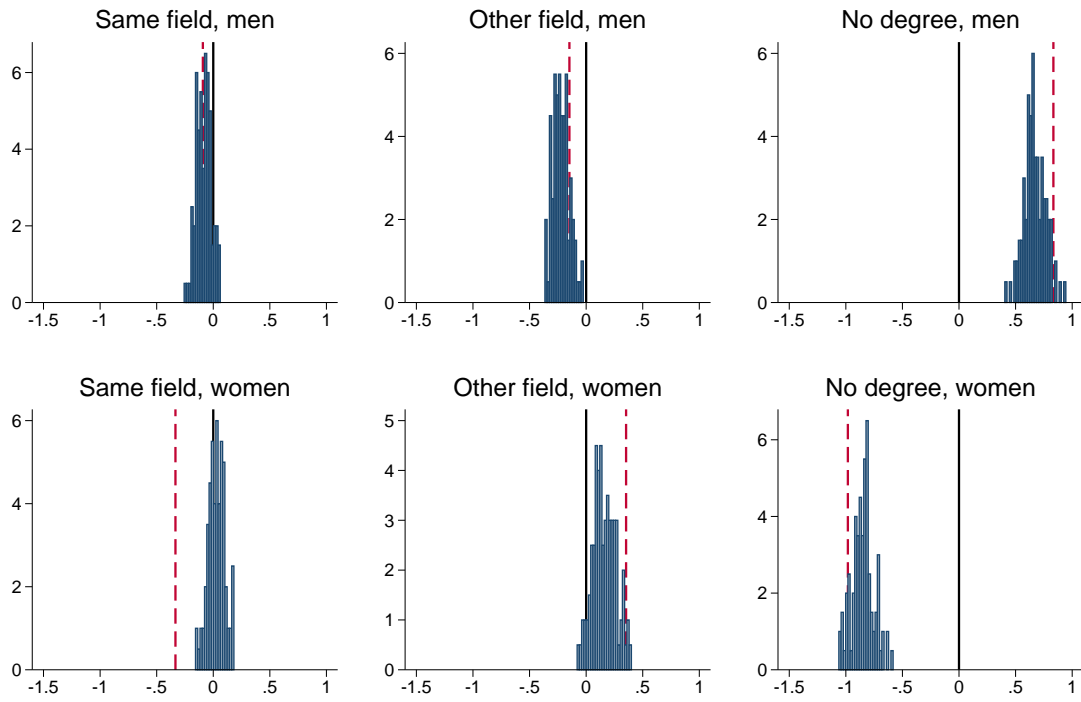 Same field, men
Other field, men
No degree, men
6
4
2
0
-1.5 -1 -.5 0 .5 1
6
4
2
0
-1.5 -1 -.5 0 .5 1
6
4
2
0
-1.5 -1 -.5 0 .5 1
Same field, women
Other field, women
No degree, women
6
4
2
0
-1.5 -1 -.5 0 .5 1
5
4
3
2
1
0
-1.5 -1 -.5 0 .5 1
6
4
2
0
-1.5 -1 -.5 0 .5 1